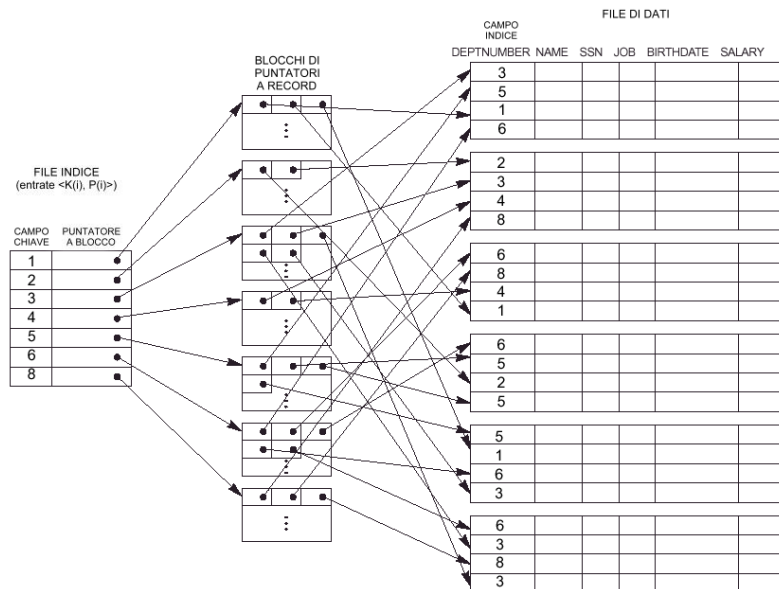 FILE DI DATI
CAMPO
INDICE
DEPTNUMBER NAME SSN JOB BIRTHDATE SALARY
BLOCCHI DI
PUNTATORI
A RECORD
FILE INDICE
(entrate <K(i), P(i)>)
CAMPO
CHIAVE
PUNTATORE
A BLOCCO
1
2
3
4
5
6
8
3
5
1
6
2
3
4
8
6
8
4
1
6
5
2
5
5
1
6
3
6
3
8
3